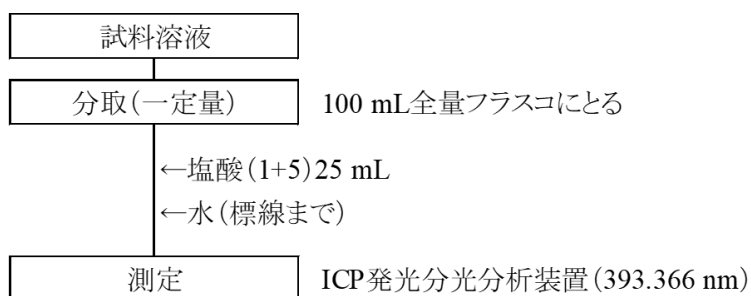 試料溶液
分取（一定量） 100 mL全量フラスコにとる
←塩酸（1+5）25 mL
←水（標線まで）
測定 ICP発光分光分析装置（393.366 nm）